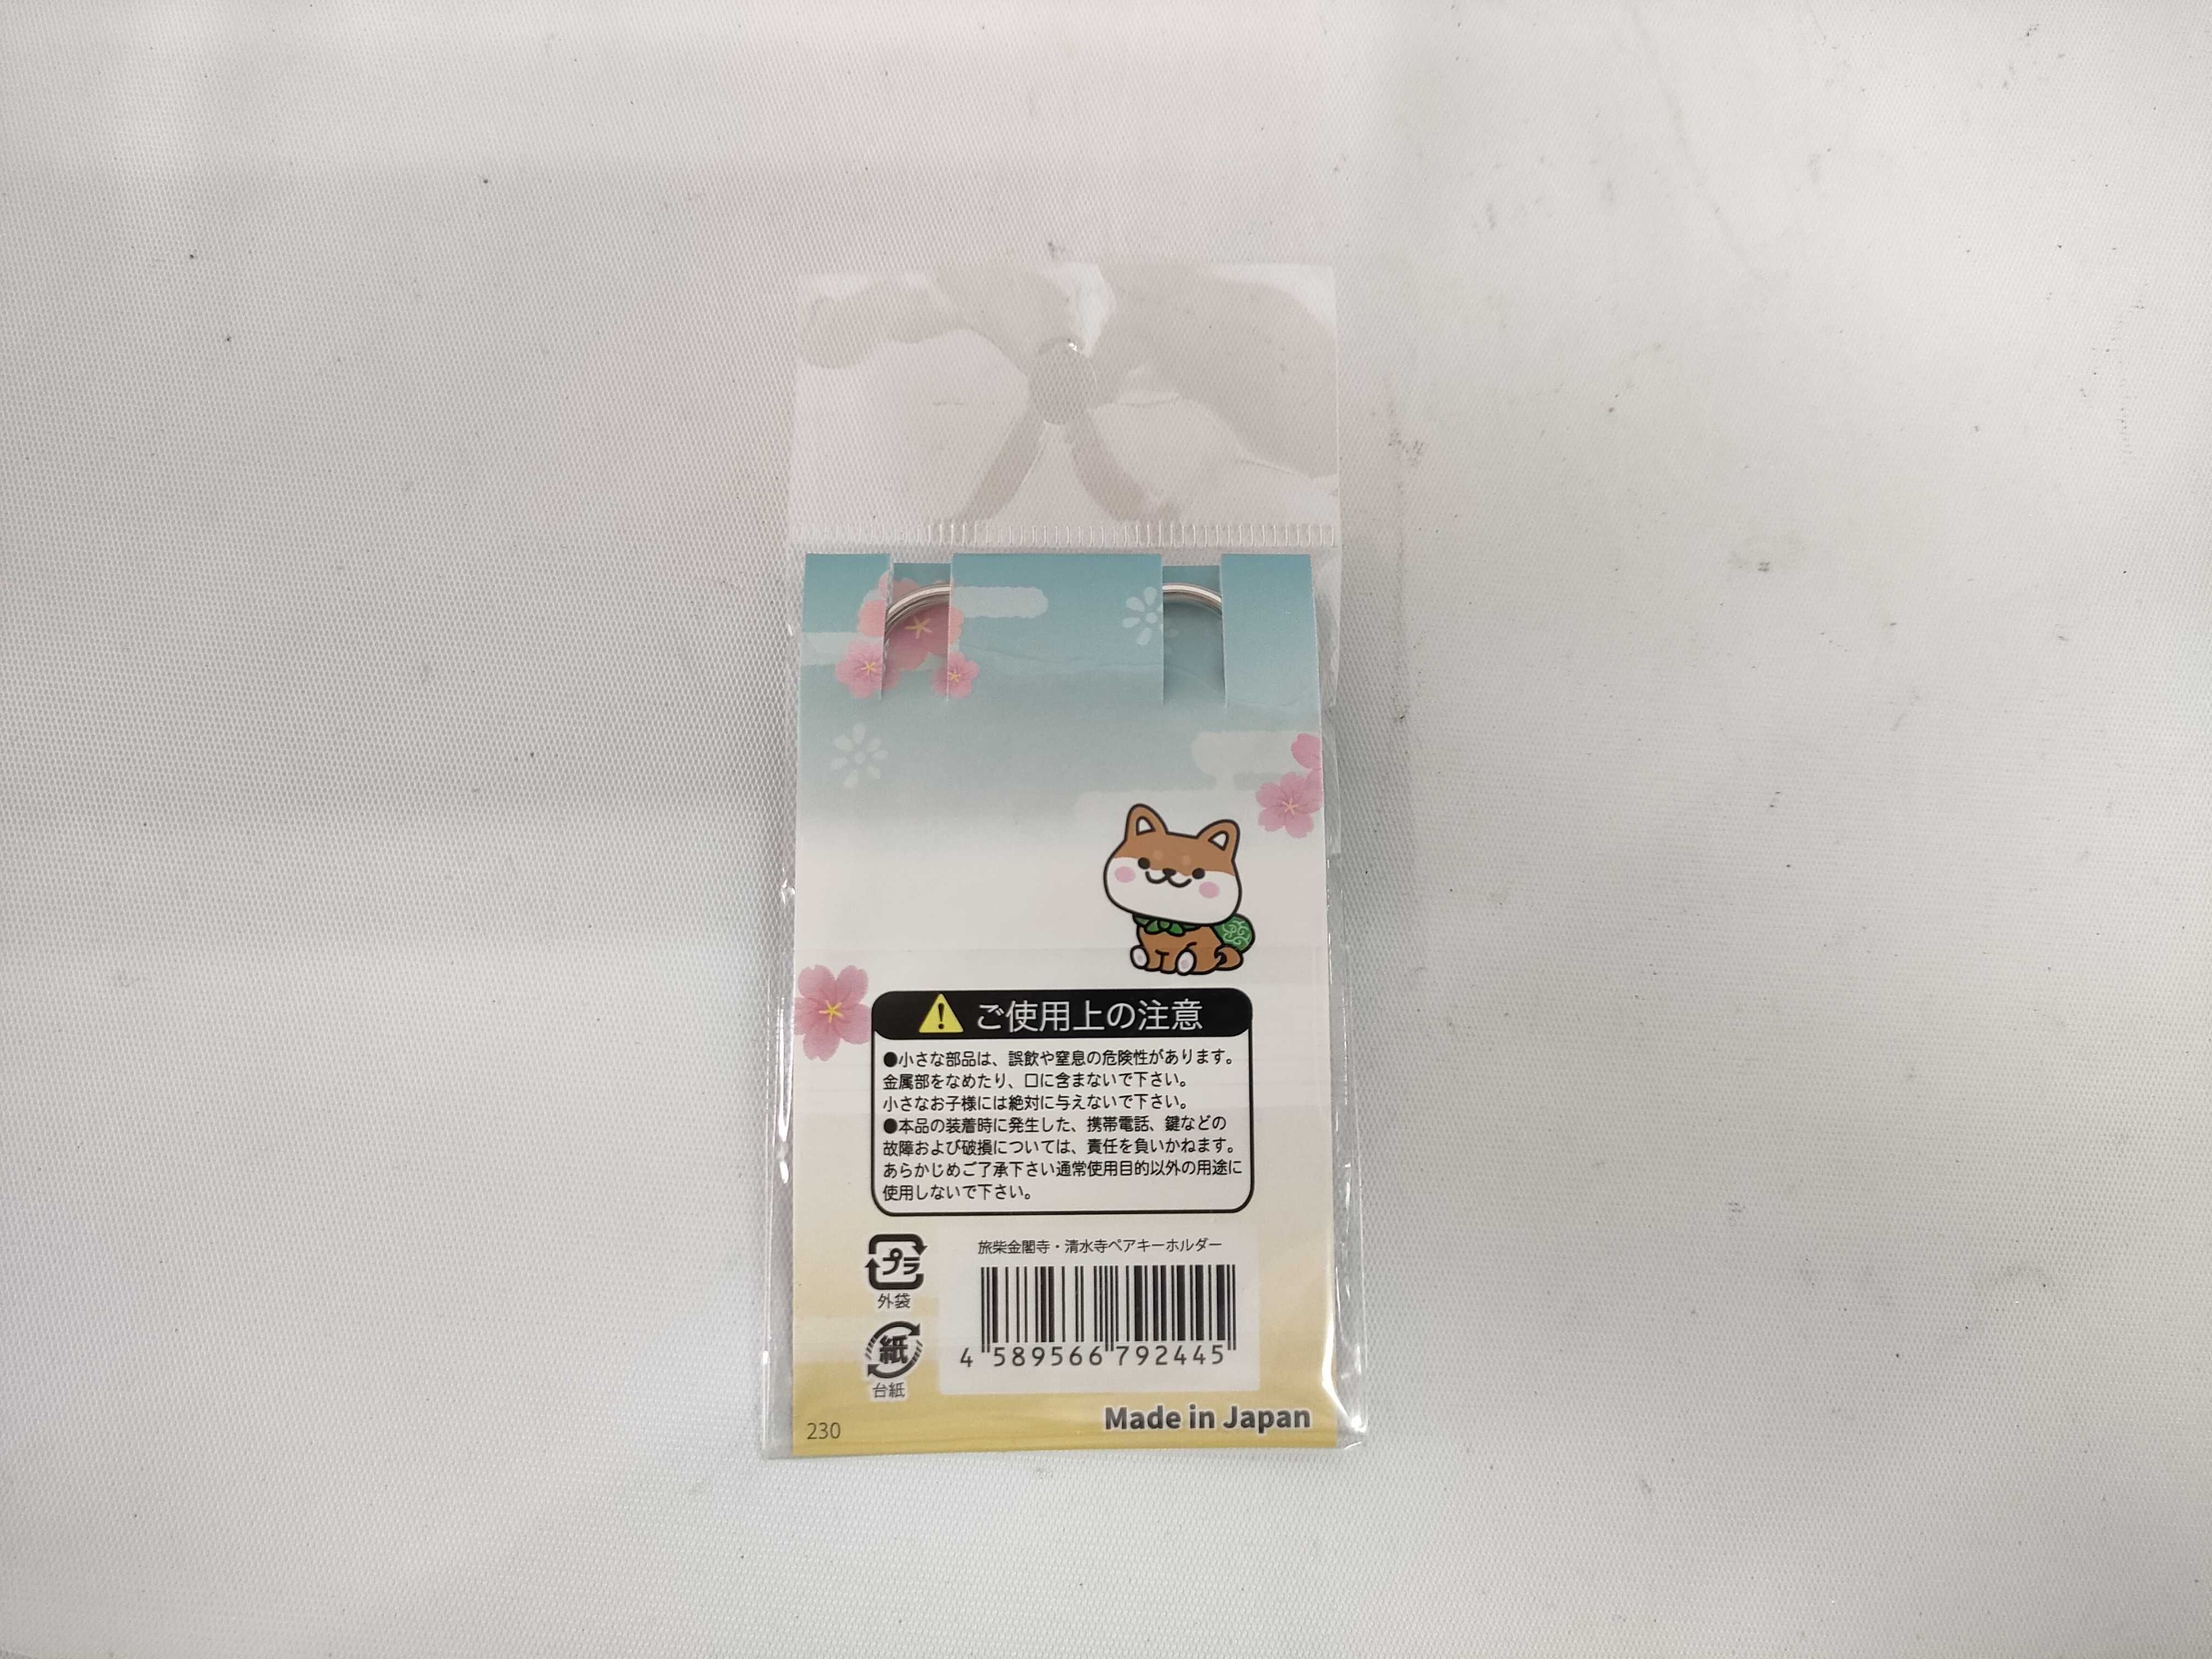 ご使用上の注意
●小さな部品は、誤飲や窒息の危険性があります。
金属部をなめたり、口に含まないで下さい。
小さなお子様には絶対に与えないで下さい。
●本品の装着時に発生した、携帯電話、鍵などの
故障および破損については、責任を負いかねます。
あらかじめご了承下さい通常使用目的以外の用途に
使用しないで下さい。
プラ
外袋
紙
台紙
旅柴金閣寺・清水寺ペアキーホルダー
4 589566 792445
Made in Japan
230